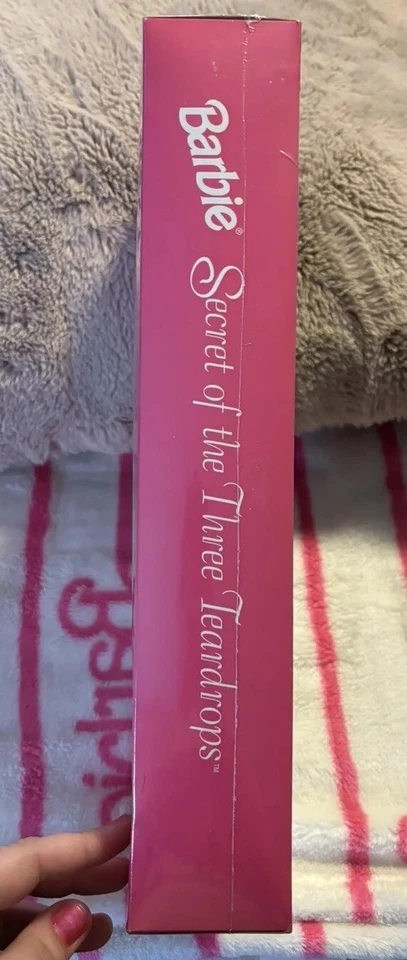 Barbie®
Secret of the Three Teardrops™
Barbie